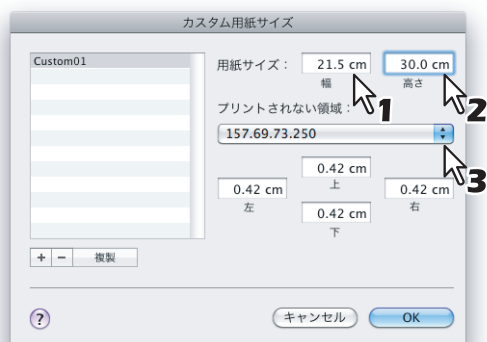 カスタム用紙サイズ
Custom01
用紙サイズ： 21.5 cm 30.0 cm
幅 高さ
1 2
プリントされない領域：
157.69.73.250
3
0.42 cm
上
0.42 cm 0.42 cm
左 右
0.42 cm
下
+ − 複製
? キャンセル OK